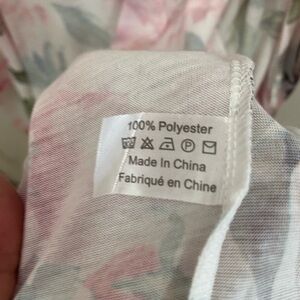 100% Polyester
Made In China
Fabriqué en Chine